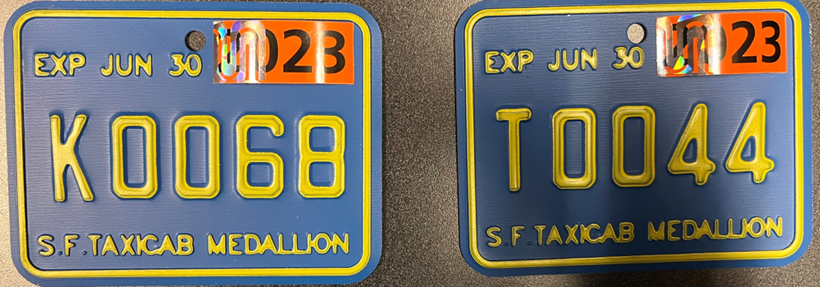 EXP JUN 30 023
K0068
S.F. TAXICAB MEDALLION
EXP JUN 30 23
T0044
S.F. TAXICAB MEDALLION